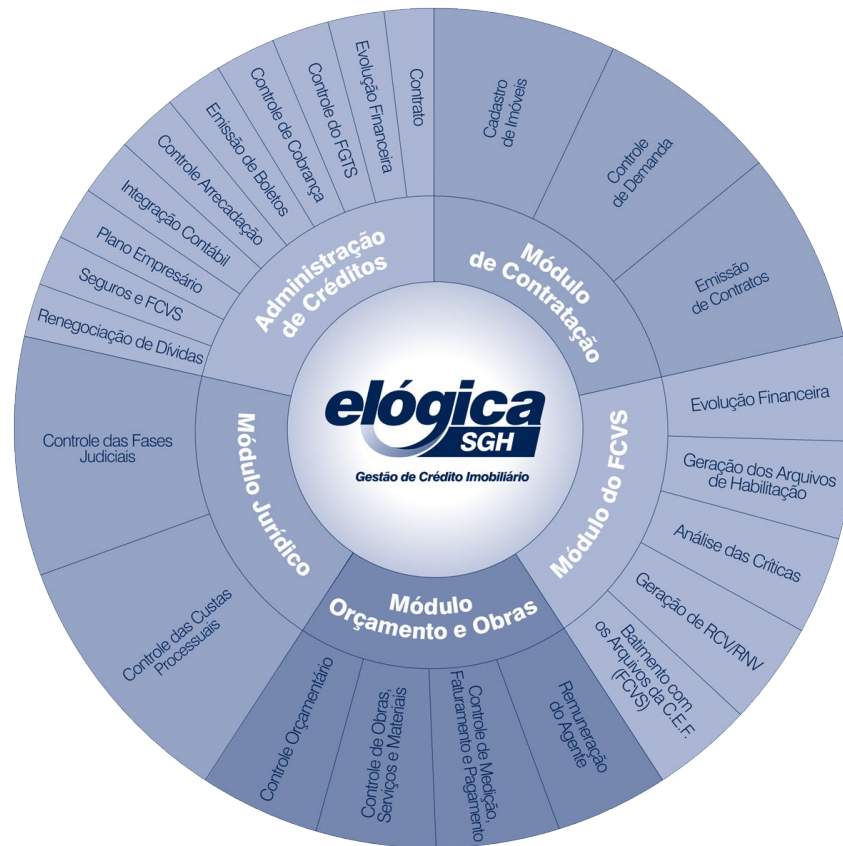 elógica
SGH
Gestão de Crédito Imobiliário
Módulo
de Contratação
Cadastro
de Imóveis
Controle
de Demanda
Emissão
de Contratos
Módulo do FCVS
Evolução Financeira
Geração dos Arquivos
de Habilitação
Análise das Críticas
Geração de RCV/RNV
Batimento com
os Arquivos da C.E.F.
(FCVS)
Módulo
Orçamento e Obras
Remuneração
do Agente
Controle de Medição,
Faturamento e Pagamento
Controle de Obras,
Serviços e Materiais
Controle Orçamentário
Módulo Jurídico
Controle das Custas
Processuais
Controle das Fases
Judiciais
Administração
de Créditos
Renegociação de Dívidas
Seguros e FCVS
Plano Empresário
Integração Contábil
Controle Arrecadação
Emissão de Boletos
Controle de Cobrança
Controle do FGTS
Evolução Financeira
Contrato